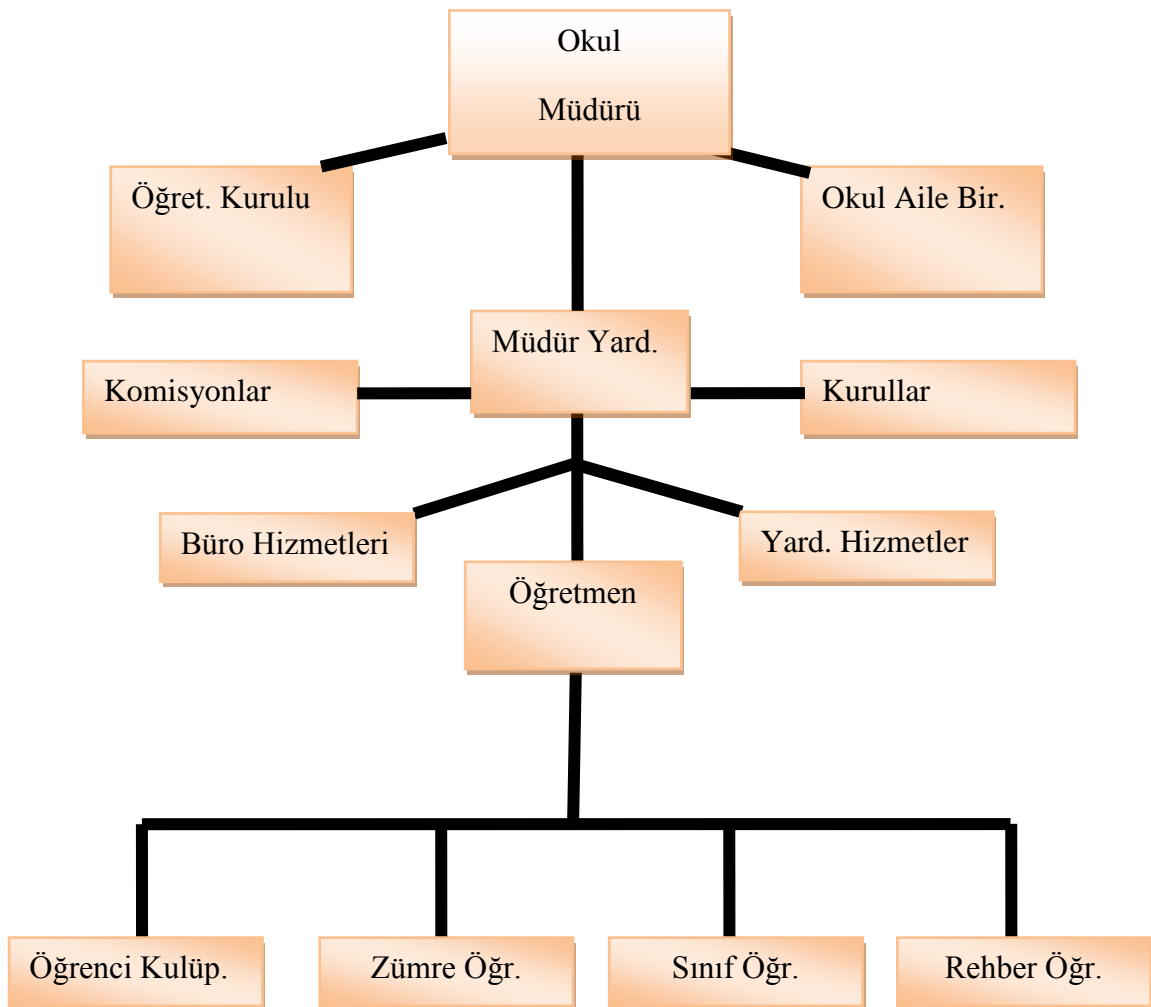 Okul
Müdürü
Öğret. Kurulu
Okul Aile Bir.
Müdür Yard.
Komisyonlar
Kurullar
Büro Hizmetleri
Yard. Hizmetler
Öğretmen
Öğrenci Kulüp.
Zümre Öğr.
Sınıf Öğr.
Rehber Öğr.